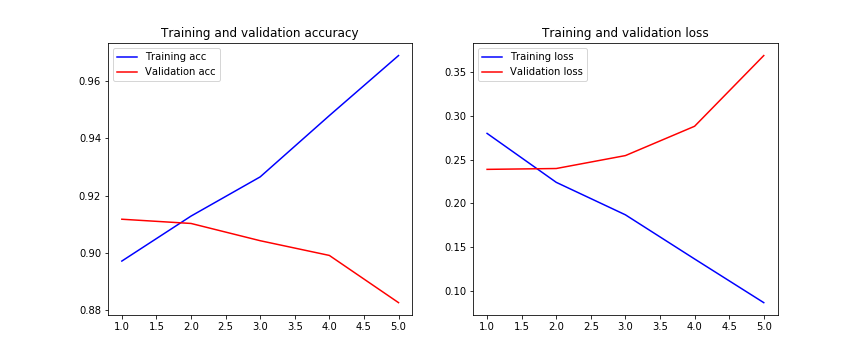 Training and validation accuracy
Training acc
Validation acc
0.96
0.94
0.92
0.90
0.88
1.0 1.5 2.0 2.5 3.0 3.5 4.0 4.5 5.0
Training and validation loss
Training loss
Validation loss
0.35
0.30
0.25
0.20
0.15
0.10
1.0 1.5 2.0 2.5 3.0 3.5 4.0 4.5 5.0